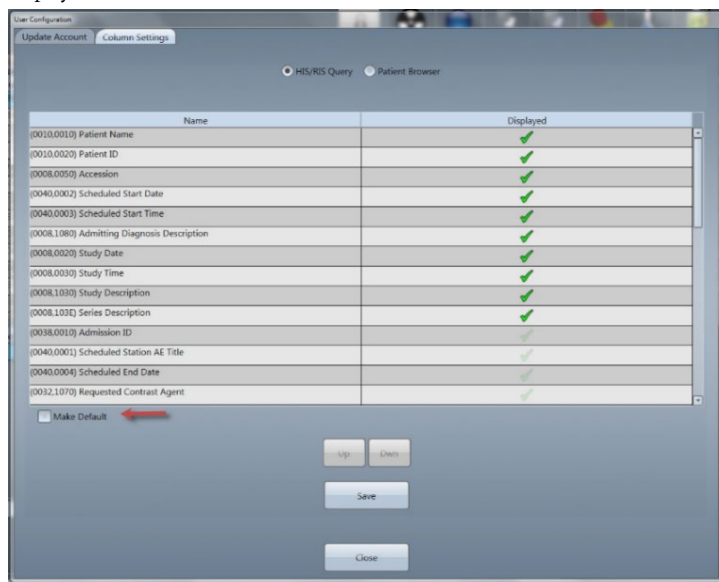 User Configuration
Update Account Column Settings
HIS/RIS Query Patient Browser
Name Displayed
(0010,0010) Patient Name
(0010,0020) Patient ID
(0008,0050) Accession
(0040,0002) Scheduled Start Date
(0040,0003) Scheduled Start Time
(0008,1080) Admitting Diagnosis Description
(0008,0020) Study Date
(0008,0030) Study Time
(0008,1030) Study Description
(0008,103E) Series Description
(0038,0010) Admission ID
(0040,0001) Scheduled Station AE Title
(0040,0004) Scheduled End Date
(0032,1070) Requested Contrast Agent
Make Default
Up Dwn
Save
Close